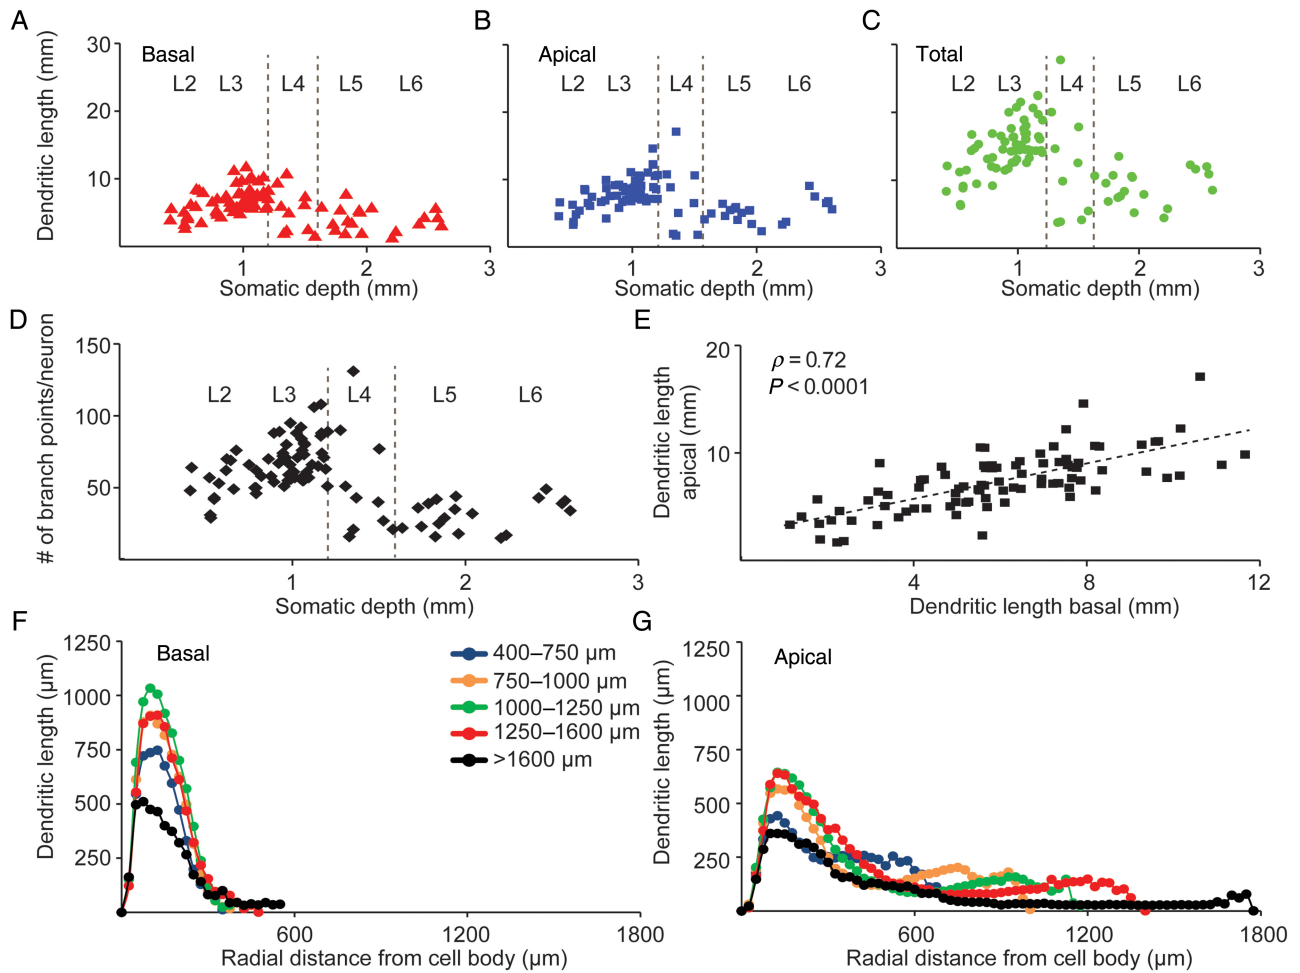 A
B
C
Basal
Apical
Total
L2 L3 L4 L5 L6
L2 L3 L4 L5 L6
L2 L3 L4 L5 L6
Dendritic length (mm)
30
20
10
1 2 3
1 2 3
1 2 3
Somatic depth (mm)
Somatic depth (mm)
Somatic depth (mm)
D
# of branch points/neuron
150
100
50
L2 L3 L4 L5 L6
1 2 3
Somatic depth (mm)
E
Dendritic length
apical (mm)
20
10
ρ = 0.72
P < 0.0001
4 8 12
Dendritic length basal (mm)
F
Basal
Dendritic length (µm)
1250
1000
750
500
250
400–750 µm
750–1000 µm
1000–1250 µm
1250–1600 µm
>1600 µm
600 1200 1800
Radial distance from cell body (µm)
G
Apical
Dendritic length (µm)
1250
1000
750
500
250
600 1200 1800
Radial distance from cell body (µm)